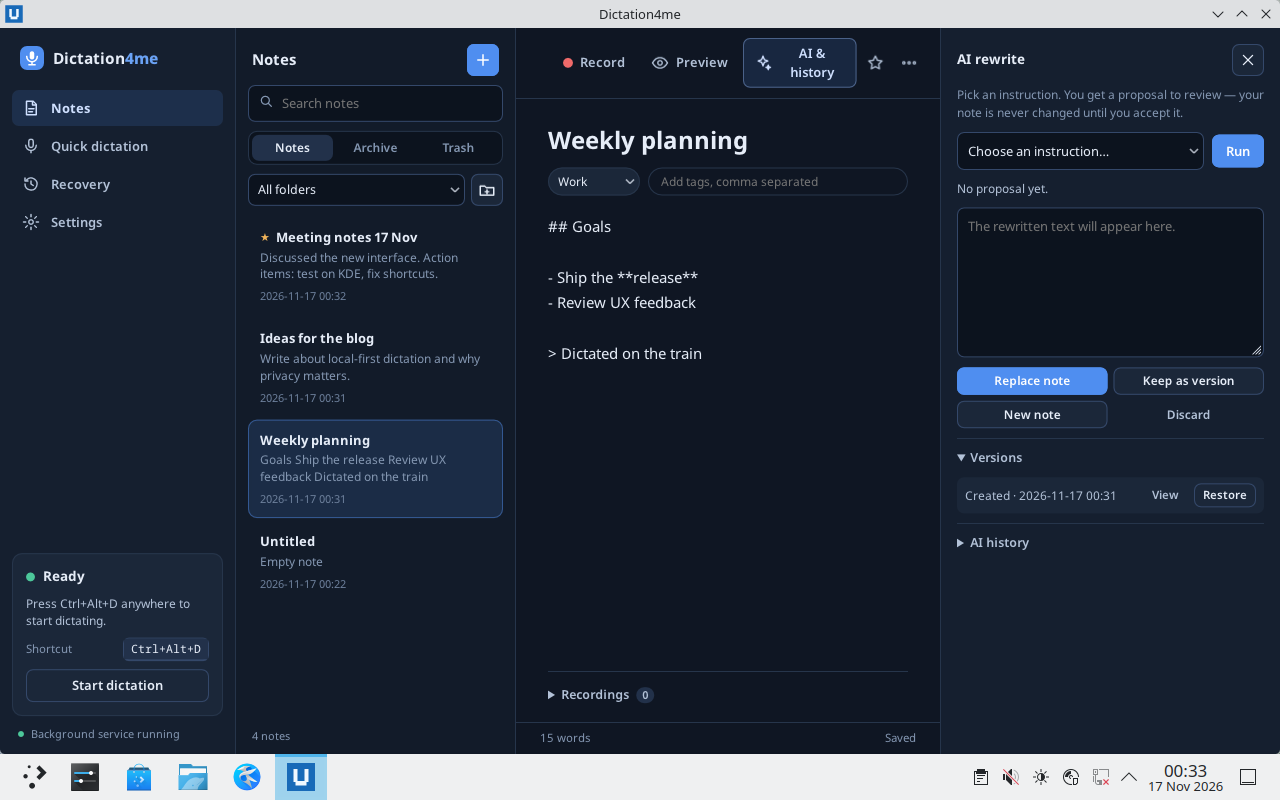 Dictation4me
Dictation4me
Notes
Quick dictation
Recovery
Settings
Ready
Press Ctrl+Alt+D anywhere to
start dictating.
Shortcut
Ctrl+Alt+D
Start dictation
Background service running
Notes
Search notes
Notes
Archive
Trash
All folders
Meeting notes 17 Nov
Discussed the new interface. Action
items: test on KDE, fix shortcuts.
2026-11-17 00:32
Ideas for the blog
Write about local-first dictation and why
privacy matters.
2026-11-17 00:31
Weekly planning
Goals Ship the release Review UX
feedback Dictated on the train
2026-11-17 00:31
Untitled
Empty note
2026-11-17 00:22
4 notes
Record
Preview
AI &
history
Weekly planning
Work
Add tags, comma separated
## Goals
- Ship the **release**
- Review UX feedback
> Dictated on the train
Recordings 0
15 words
Saved
AI rewrite
Pick an instruction. You get a proposal to review — your
note is never changed until you accept it.
Choose an instruction...
Run
No proposal yet.
The rewritten text will appear here.
Replace note
Keep as version
New note
Discard
Versions
Created · 2026-11-17 00:31
View
Restore
AI history
00:33
17 Nov 2026